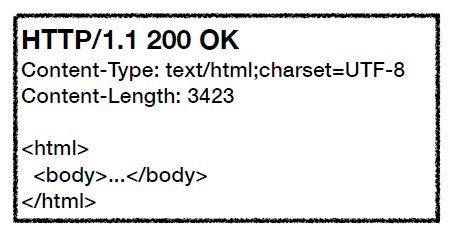 HTTP/1.1 200 OK
Content-Type: text/html;charset=UTF-8
Content-Length: 3423

<html>
  <body>...</body>
</html>